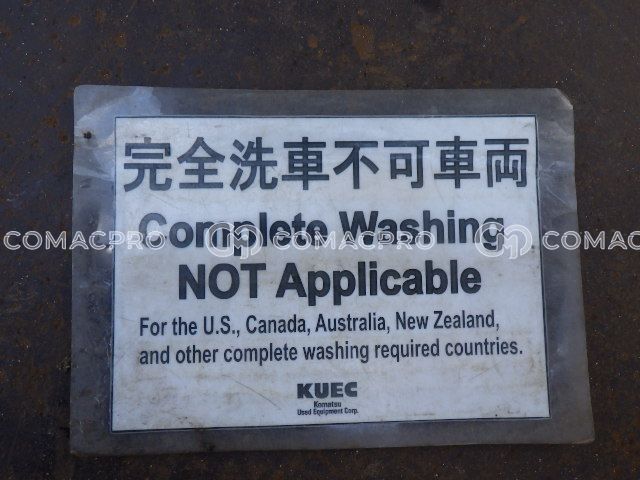 完全洗車不可車両
Complete Washing
COMACPRO COMACPRO COMACPRO
NOT Applicable
For the U.S., Canada, Australia, New Zealand,
and other complete washing required countries.
KUEC
Komatsu
Used Equipment Corp.